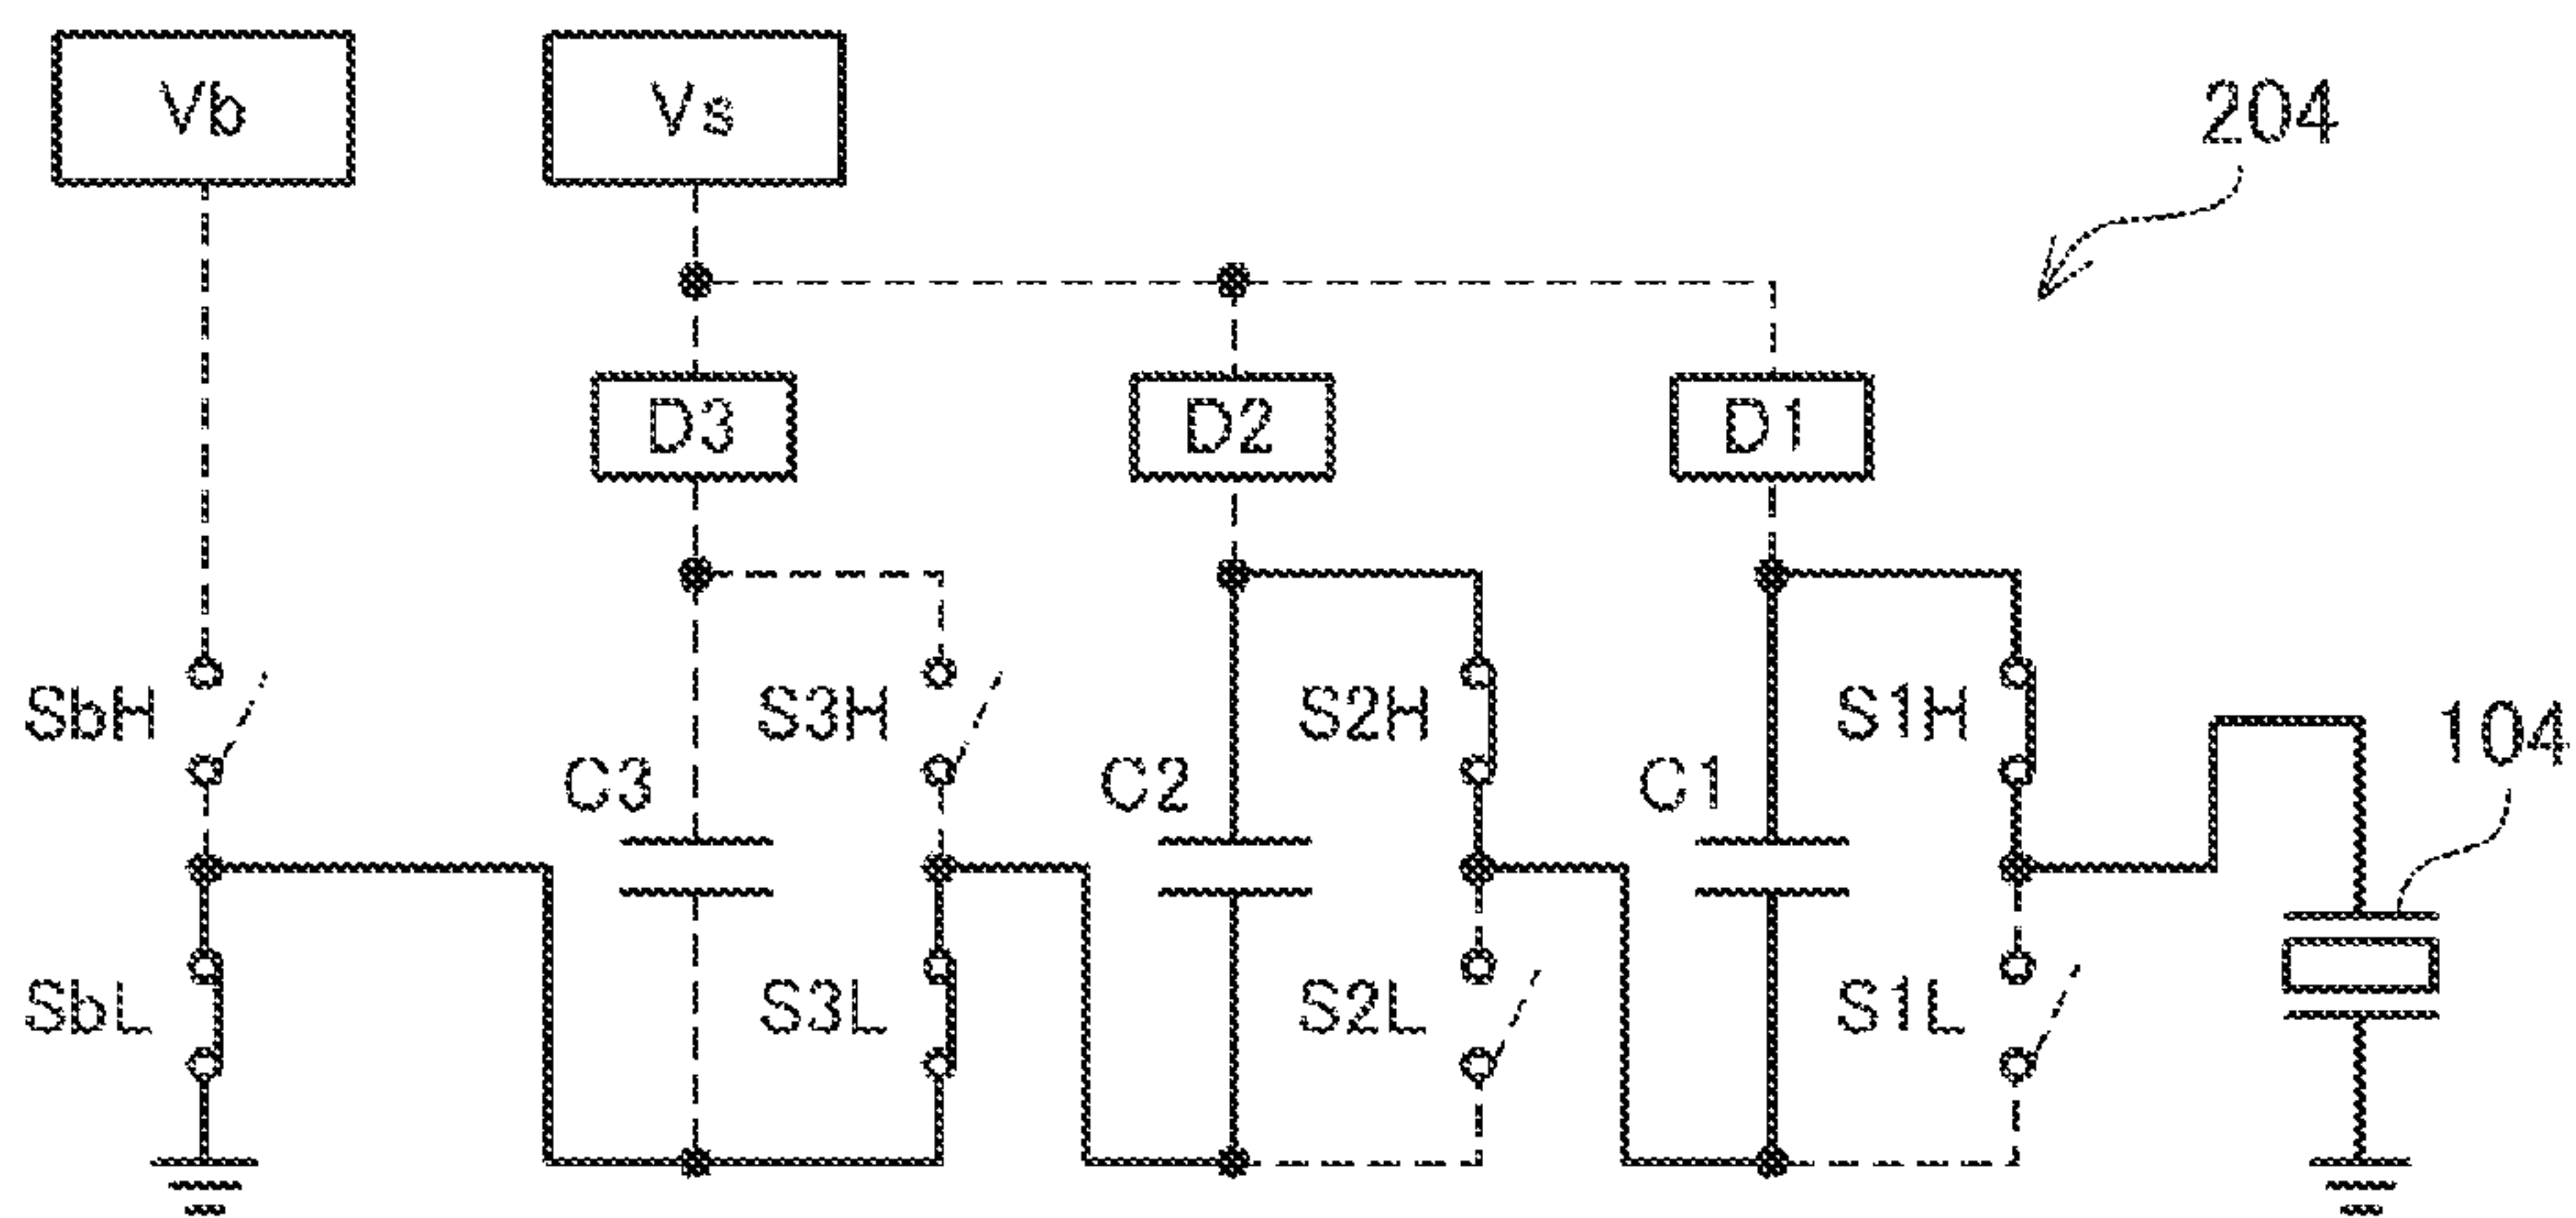 Vb
Vs
204
D3
D2
D1
SbH
S3H
S2H
S1H
104
C3
C2
C1
SbL
S3L
S2L
S1L